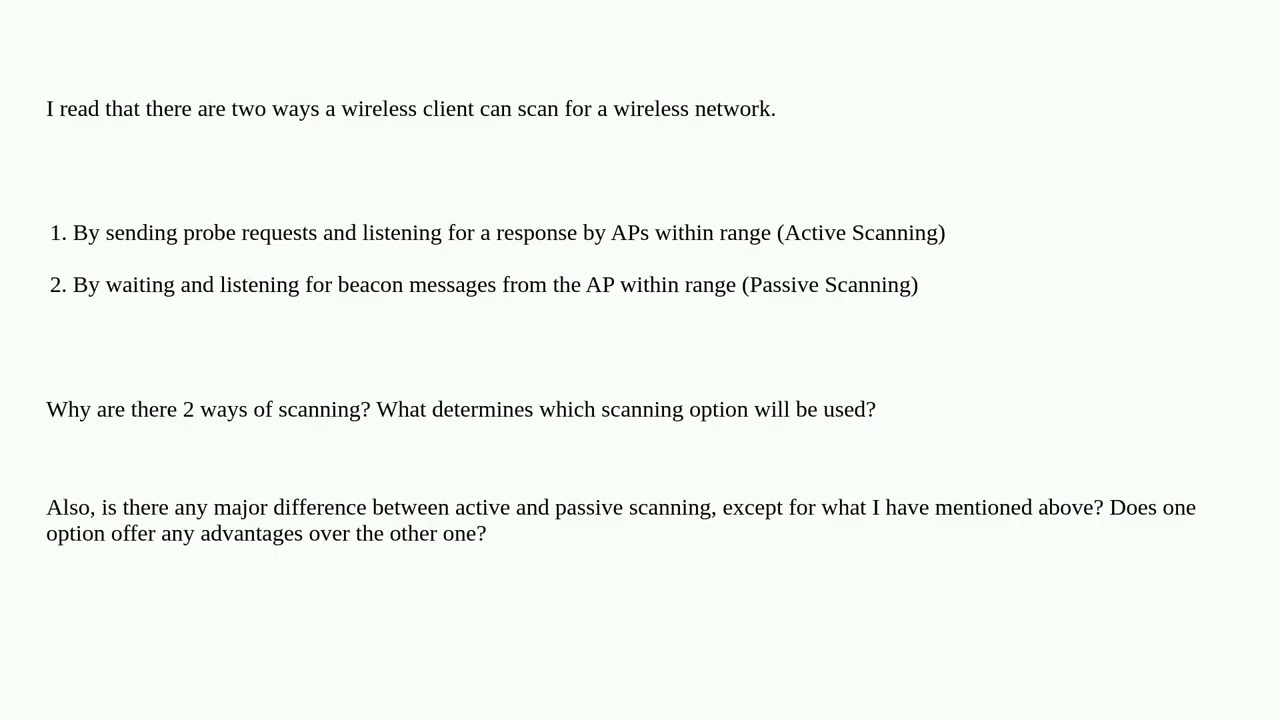 I read that there are two ways a wireless client can scan for a wireless network.
1. By sending probe requests and listening for a response by APs within range (Active Scanning)
2. By waiting and listening for beacon messages from the AP within range (Passive Scanning)
Why are there 2 ways of scanning? What determines which scanning option will be used?
Also, is there any major difference between active and passive scanning, except for what I have mentioned above? Does one
option offer any advantages over the other one?